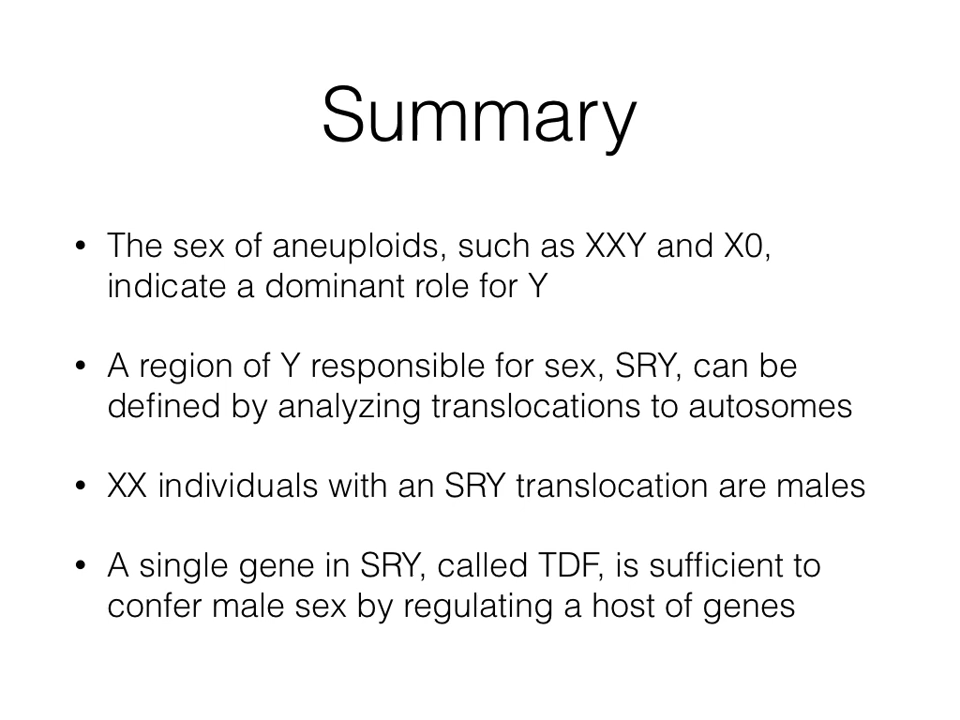 Summary
• The sex of aneuploids, such as XXY and X0,
indicate a dominant role for Y
• A region of Y responsible for sex, SRY, can be
defined by analyzing translocations to autosomes
• XX individuals with an SRY translocation are males
• A single gene in SRY, called TDF, is sufficient to
confer male sex by regulating a host of genes